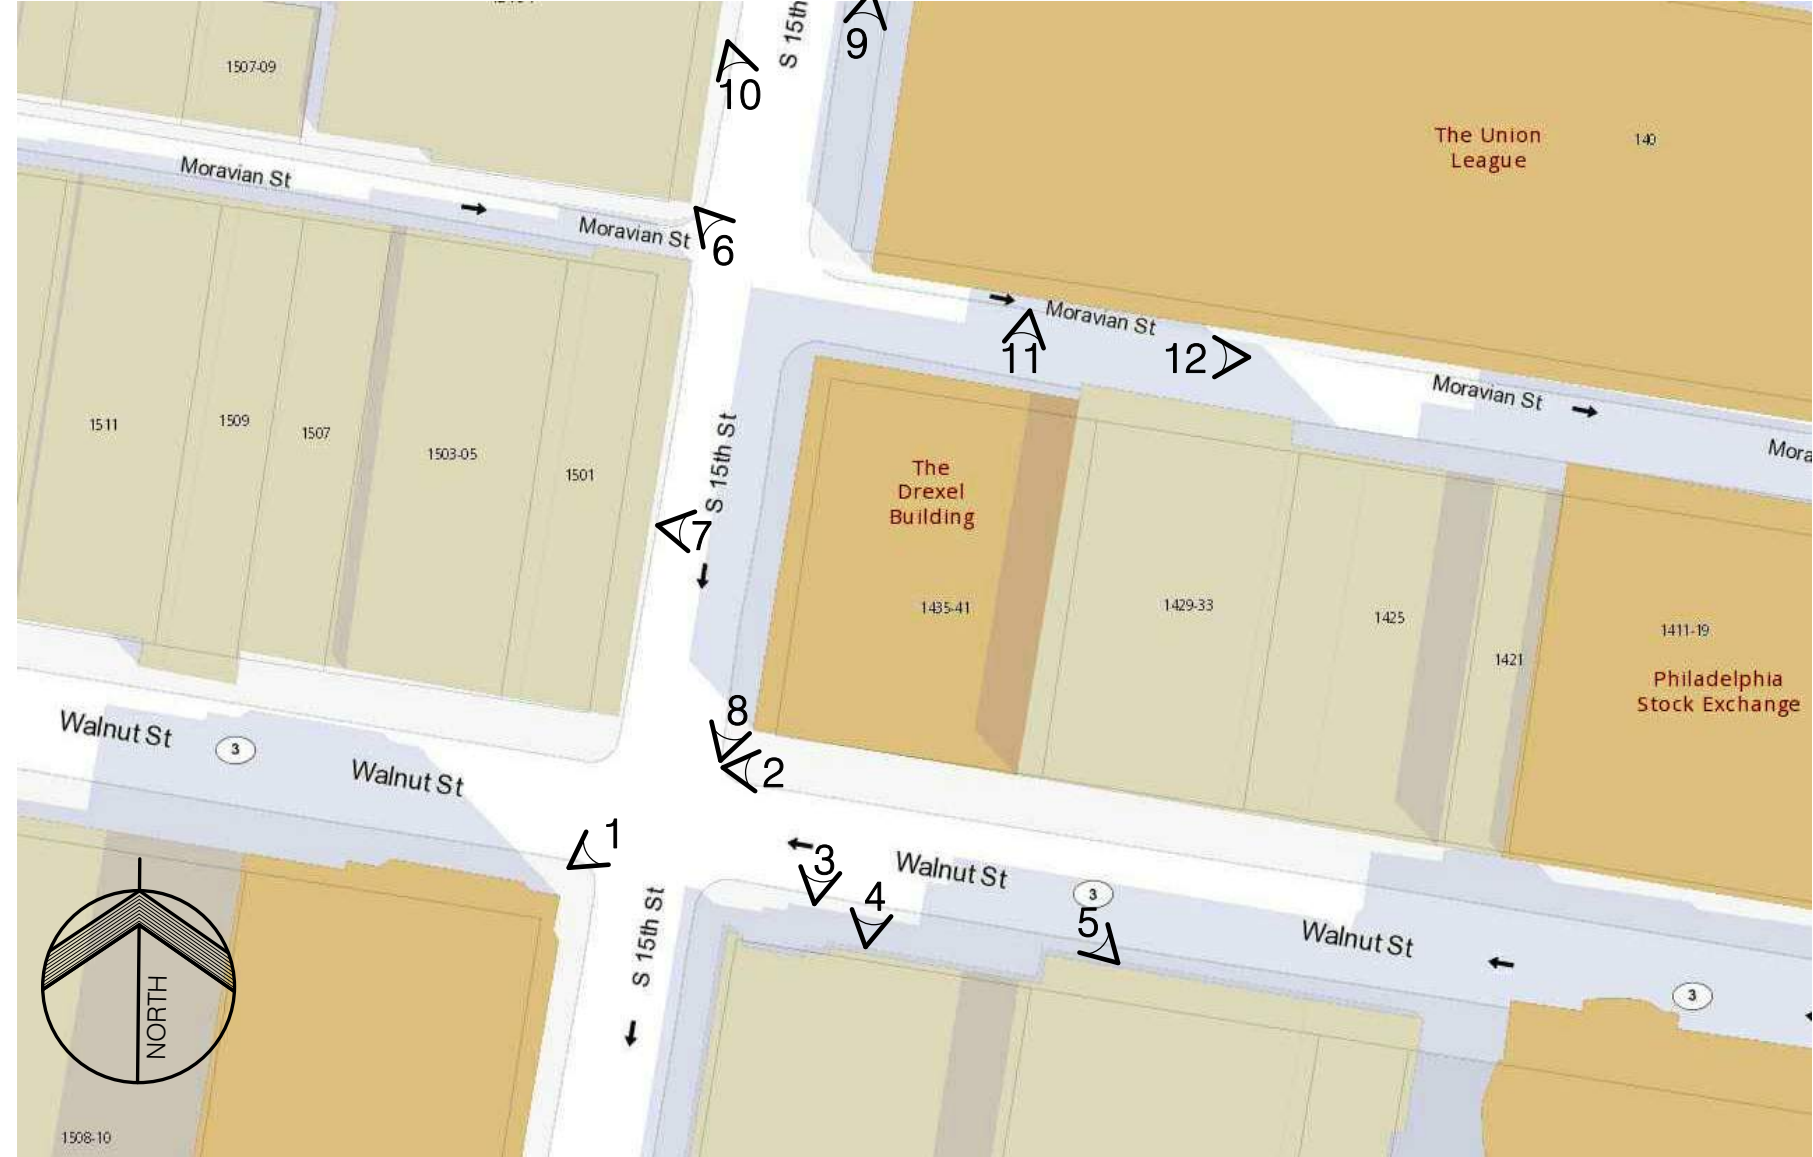 S 15th
9
1507-09
10
The Union
League
140
Moravian St
Moravian St
6
Moravian St
11
12
Moravian St
Mora
1511
1509
1507
1503-05
1501
S 15th St
7
The
Drexel
Building
1435-41
1429-33
1425
1421
1411-19
Philadelphia
Stock Exchange
8
2
Walnut St
3
Walnut St
1
3
4
Walnut St
3
5
Walnut St
3
S 15th St
NORTH
1508-10